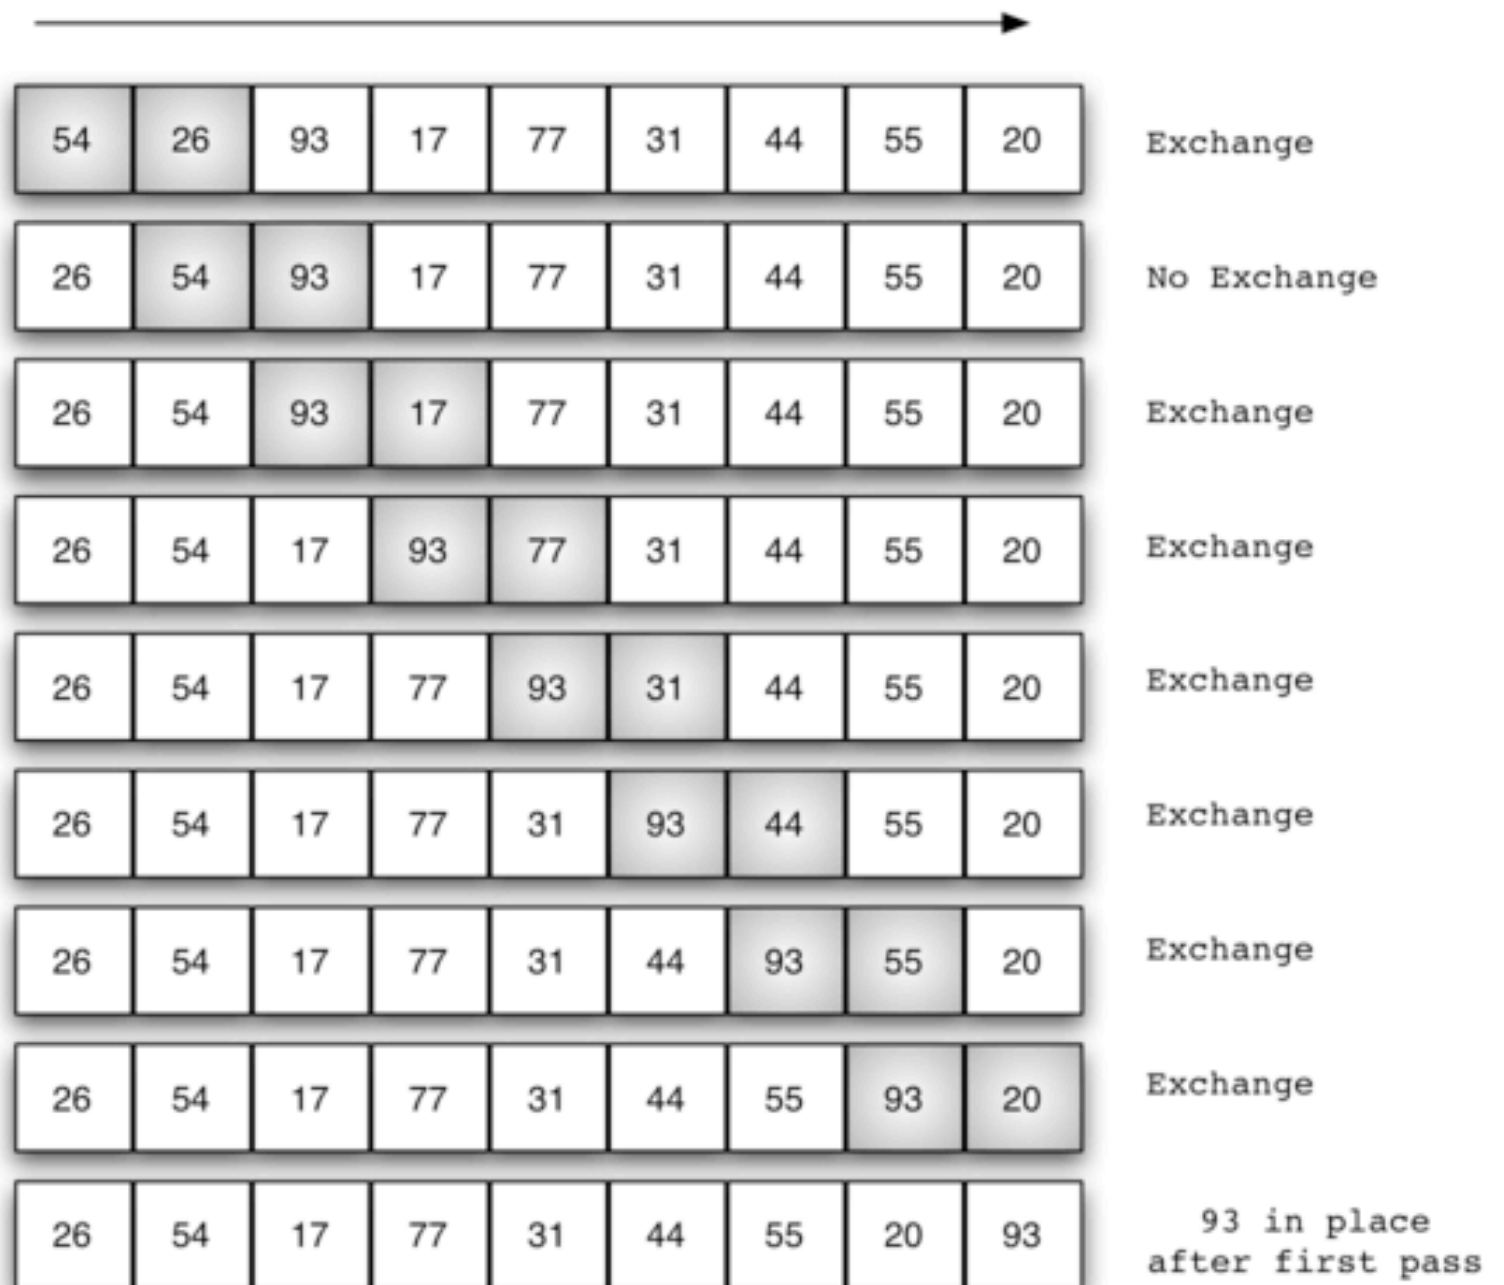 54 26 93 17 77 31 44 55 20 Exchange
26 54 93 17 77 31 44 55 20 No Exchange
26 54 93 17 77 31 44 55 20 Exchange
26 54 17 93 77 31 44 55 20 Exchange
26 54 17 77 93 31 44 55 20 Exchange
26 54 17 77 31 93 44 55 20 Exchange
26 54 17 77 31 44 93 55 20 Exchange
26 54 17 77 31 44 55 93 20 Exchange
26 54 17 77 31 44 55 20 93 93 in place
after first pass